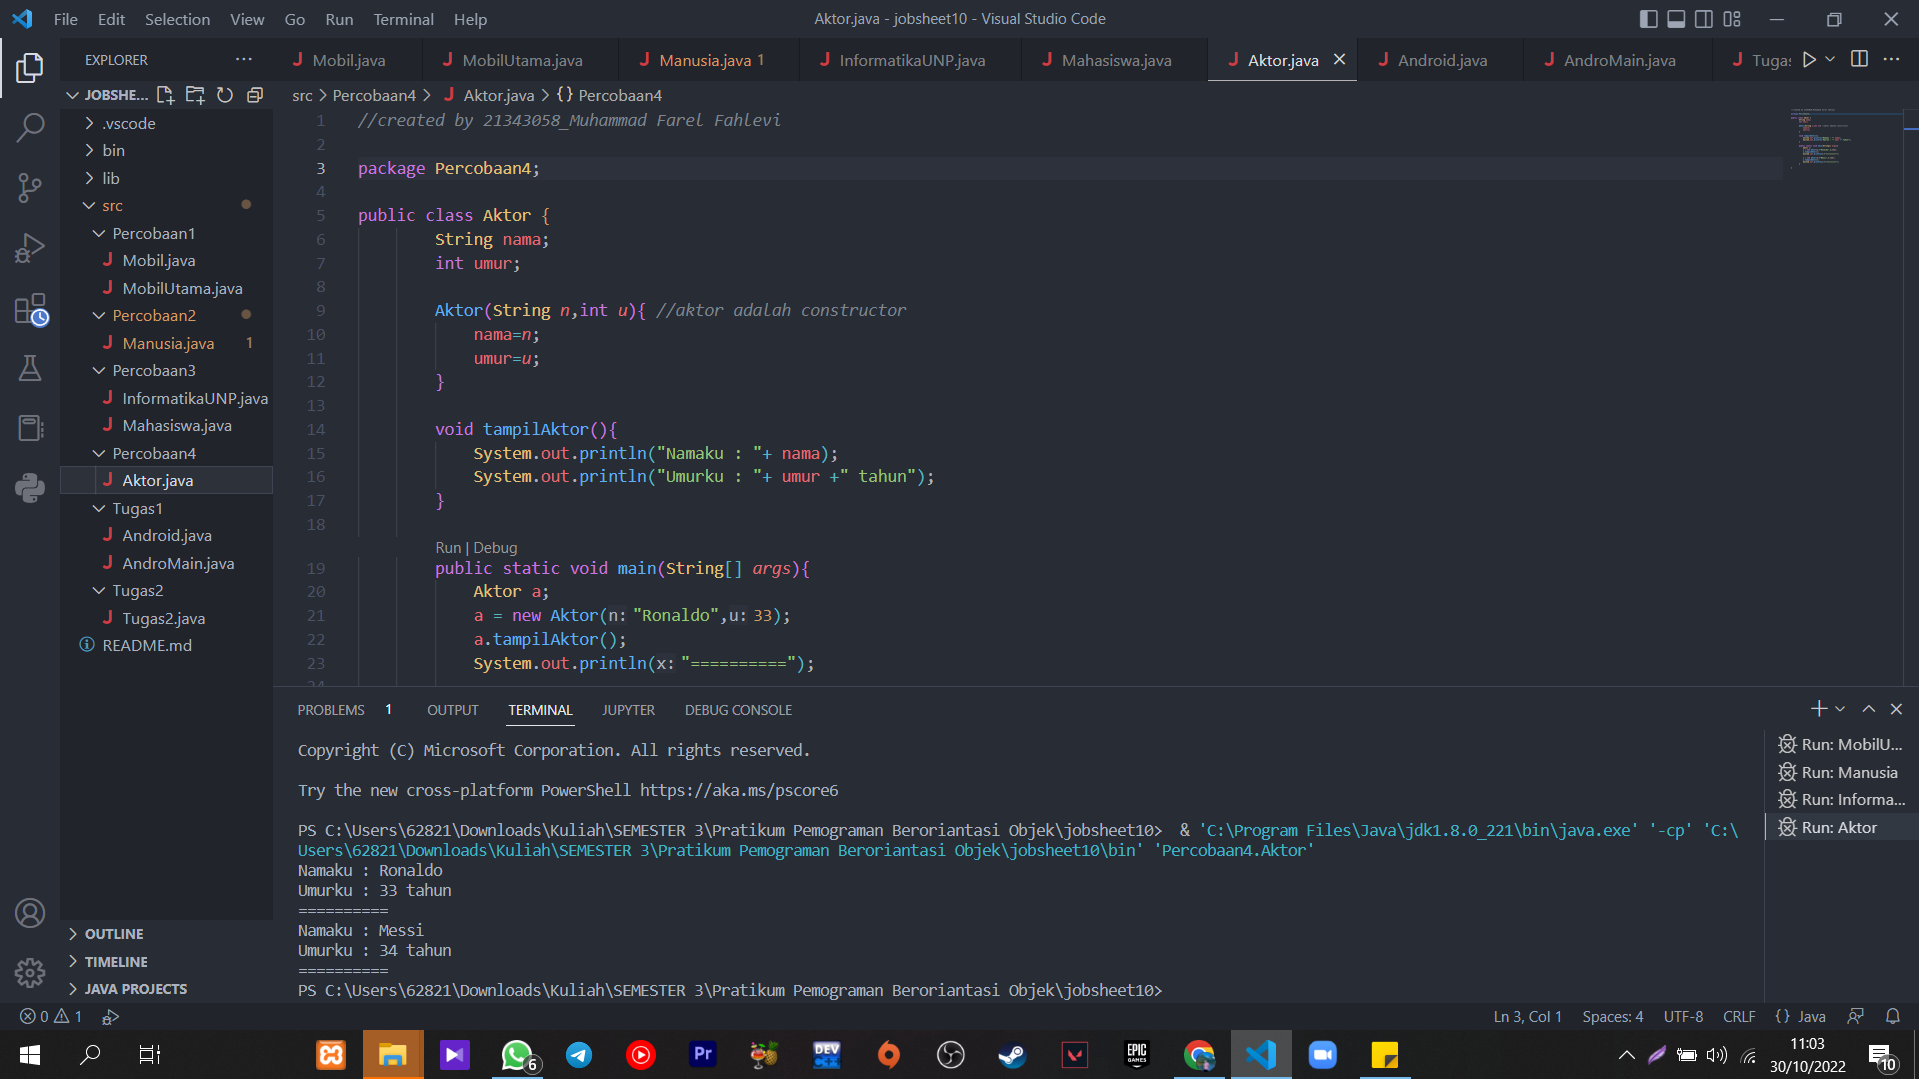 File Edit Selection View Go Run Terminal Help
Aktor.java - jobsheet10 - Visual Studio Code
EXPLORER
Mobil.java
MobilUtama.java
Manusia.java 1
InformatikaUNP.java
Mahasiswa.java
Aktor.java
Android.java
AndroMain.java
Tugas
JOBSHE...
.vscode
bin
lib
src
Percobaan1
Mobil.java
MobilUtama.java
Percobaan2
Manusia.java 1
Percobaan3
InformatikaUNP.java
Mahasiswa.java
Percobaan4
Aktor.java
Tugas1
Android.java
AndroMain.java
Tugas2
Tugas2.java
README.md
OUTLINE
TIMELINE
JAVA PROJECTS
src > Percobaan4 > Aktor.java > {} Percobaan4
1 //created by 21343058_Muhammad Farel Fahlevi
2
3 package Percobaan4;
4
5 public class Aktor {
6 String nama;
7 int umur;
8
9 Aktor(String n,int u){ //aktor adalah constructor
10 nama=n;
11 umur=u;
12 }
13
14 void tampilAktor(){
15 System.out.println("Namaku : "+ nama);
16 System.out.println("Umurku : "+ umur +" tahun");
17 }
18
Run | Debug
19 public static void main(String[] args){
20 Aktor a;
21 a = new Aktor(n: "Ronaldo",u: 33);
22 a.tampilAktor();
23 System.out.println(x: "==========");
24
PROBLEMS 1 OUTPUT TERMINAL JUPYTER DEBUG CONSOLE
Copyright (C) Microsoft Corporation. All rights reserved.
Try the new cross-platform PowerShell https://aka.ms/pscore6
PS C:\Users\62821\Downloads\Kuliah\SEMESTER 3\Pratikum Pemograman Beroriantasi Objek\jobsheet10> & 'C:\Program Files\Java\jdk1.8.0_221\bin\java.exe' '-cp' 'C:\
Users\62821\Downloads\Kuliah\SEMESTER 3\Pratikum Pemograman Beroriantasi Objek\jobsheet10\bin' 'Percobaan4.Aktor'
Namaku : Ronaldo
Umurku : 33 tahun
==========
Namaku : Messi
Umurku : 34 tahun
==========
PS C:\Users\62821\Downloads\Kuliah\SEMESTER 3\Pratikum Pemograman Beroriantasi Objek\jobsheet10>
Run: MobilU...
Run: Manusia
Run: Informa...
Run: Aktor
0 1
Ln 3, Col 1 Spaces: 4 UTF-8 CRLF {} Java
6
Pr
DEV C++
EPIC GAMES
11:03
30/10/2022
10